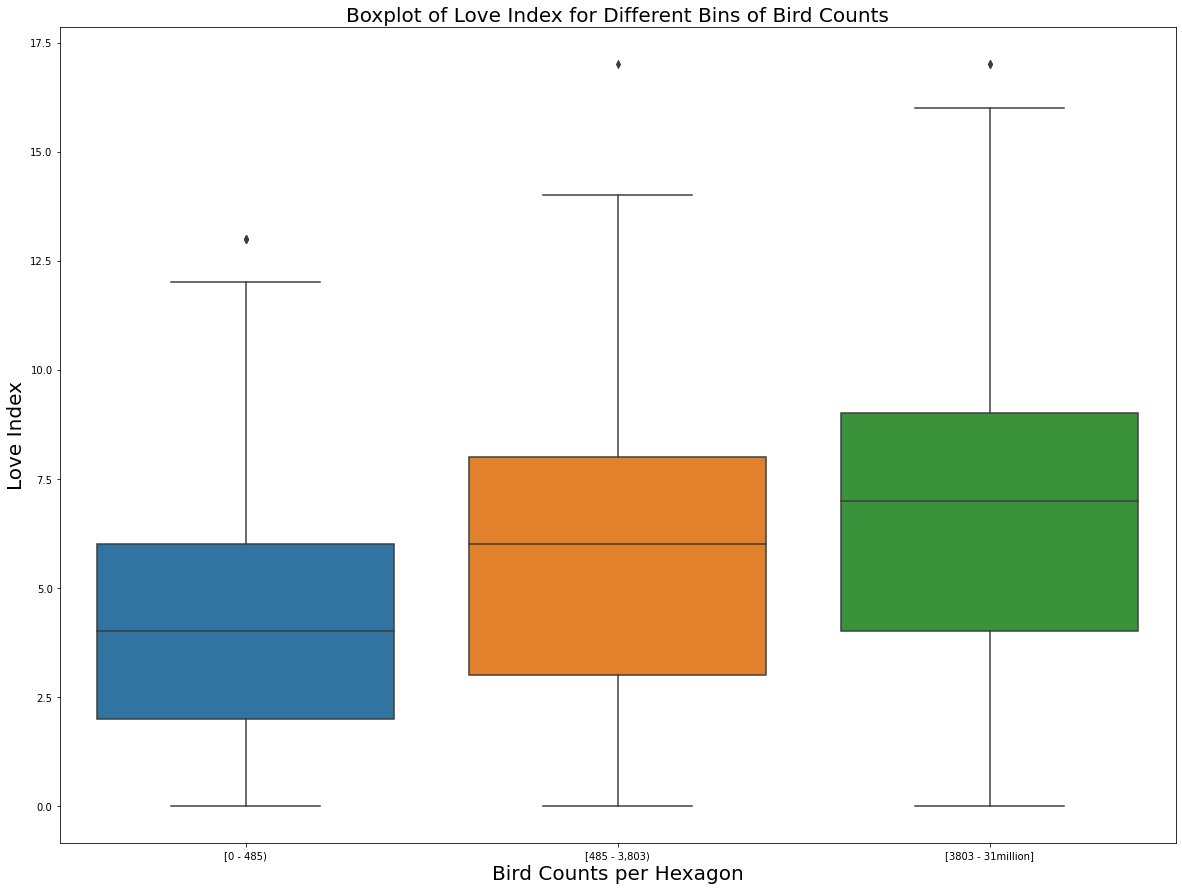 Boxplot of Love Index for Different Bins of Bird Counts
17.5
15.0
12.5
10.0
7.5
5.0
2.5
0.0
Love Index
[0 - 485)
[485 - 3,803)
[3803 - 31million]
Bird Counts per Hexagon